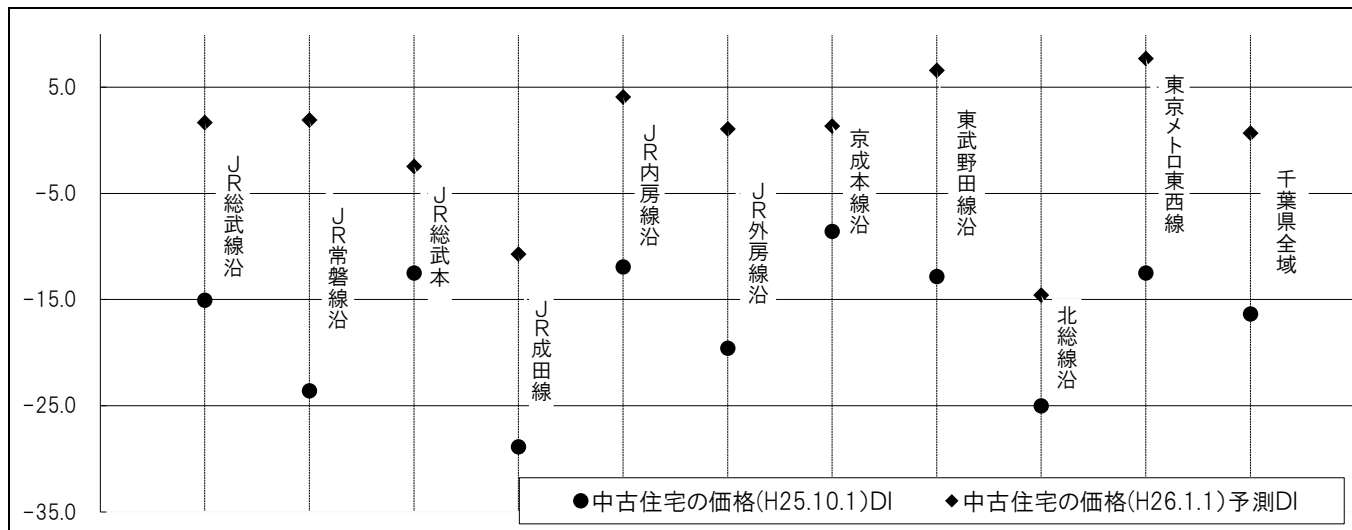 5.0
-5.0
-15.0
-25.0
-35.0
JR総武線沿
JR常磐線沿
JR総武本
JR成田線
JR内房線沿
JR外房線沿
京成本線沿
東武野田線沿
北総線沿
東京メトロ東西線
千葉県全域
●中古住宅の価格(H25.10.1)DI ◆中古住宅の価格(H26.1.1)予測DI